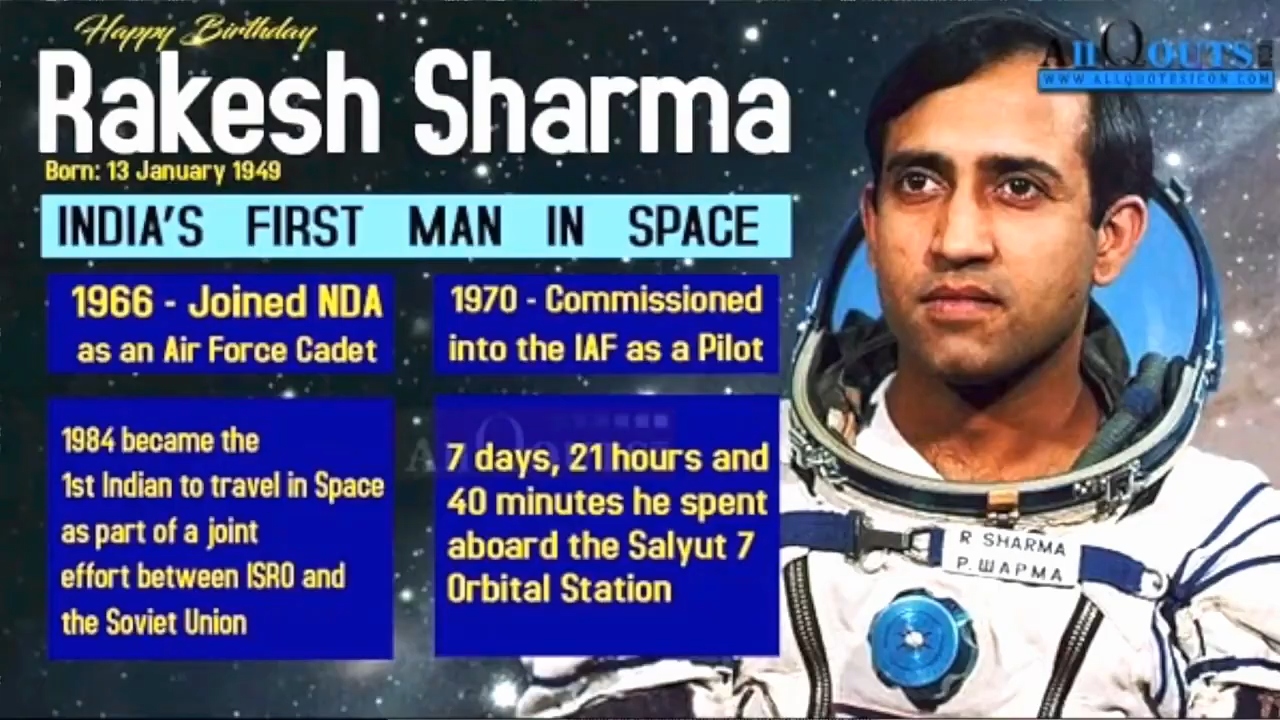 Happy Birthday
Rakesh Sharma
Born: 13 January 1949
INDIA'S FIRST MAN IN SPACE
1966 - Joined NDA
as an Air Force Cadet
1970 - Commissioned
into the IAF as a Pilot
1984 became the
1st Indian to travel in Space
as part of a joint
effort between ISRO and
the Soviet Union
7 days, 21 hours and
40 minutes he spent
aboard the Salyut 7
Orbital Station
AllQOUTS
WWW.ALLQUOTESICON.COM
R SHARMA
Р. ШАРМА
AllQOUTS